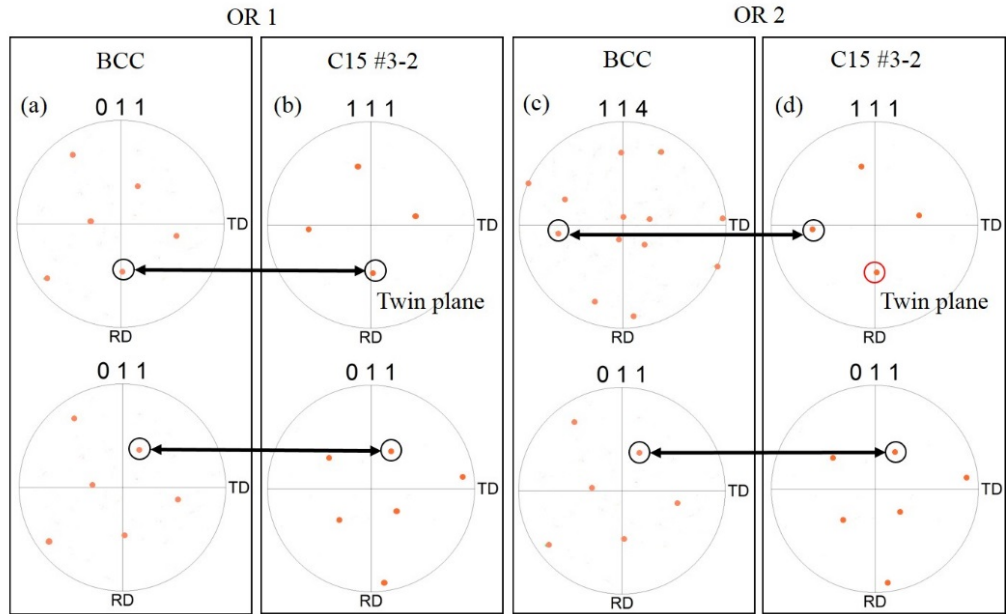 OR 1
OR 2
BCC
C15 #3-2
BCC
C15 #3-2
(a)
0 1 1
(b)
1 1 1
(c)
1 1 4
(d)
1 1 1
TD
TD
TD
TD
Twin plane
Twin plane
RD
RD
RD
RD
0 1 1
0 1 1
0 1 1
0 1 1
TD
TD
TD
TD
RD
RD
RD
RD